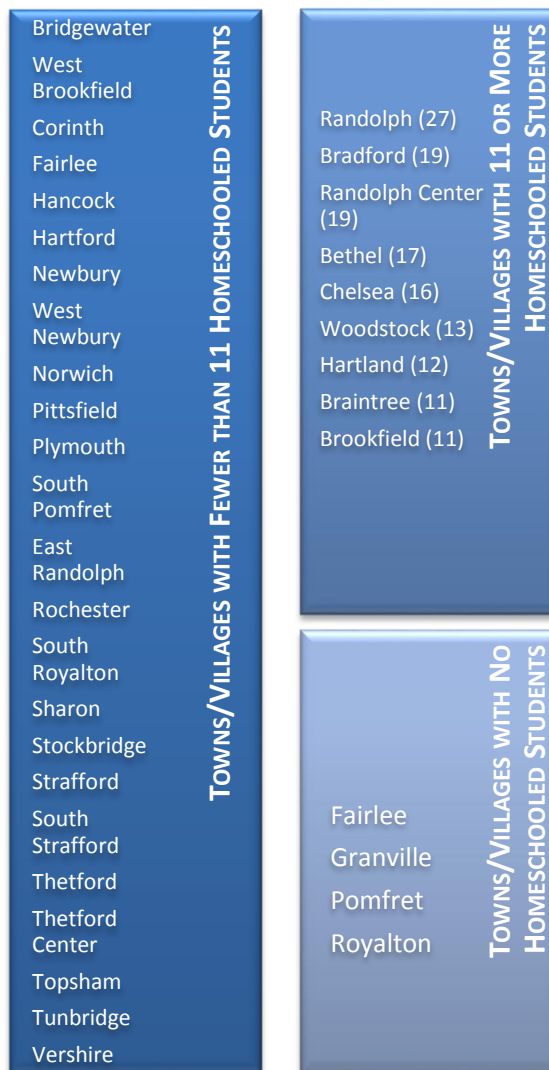 Bridgewater
West
Brookfield
Corinth
Fairlee
Hancock
Hartford
Newbury
West
Newbury
Norwich
Pittsfield
Plymouth
South
Pomfret
East
Randolph
Rochester
South
Royalton
Sharon
Stockbridge
Strafford
South
Strafford
Thetford
Thetford
Center
Topsham
Tunbridge
Vershire
TOWNS/VILLAGES WITH FEWER THAN 11 HOMESCHOOLED STUDENTS
Randolph (27)
Bradford (19)
Randolph Center
(19)
Bethel (17)
Chelsea (16)
Woodstock (13)
Hartland (12)
Braintree (11)
Brookfield (11)
TOWNS/VILLAGES WITH 11 OR MORE
HOMESCHOOLED STUDENTS
Fairlee
Granville
Pomfret
Royalton
TOWNS/VILLAGES WITH NO
HOMESCHOOLED STUDENTS